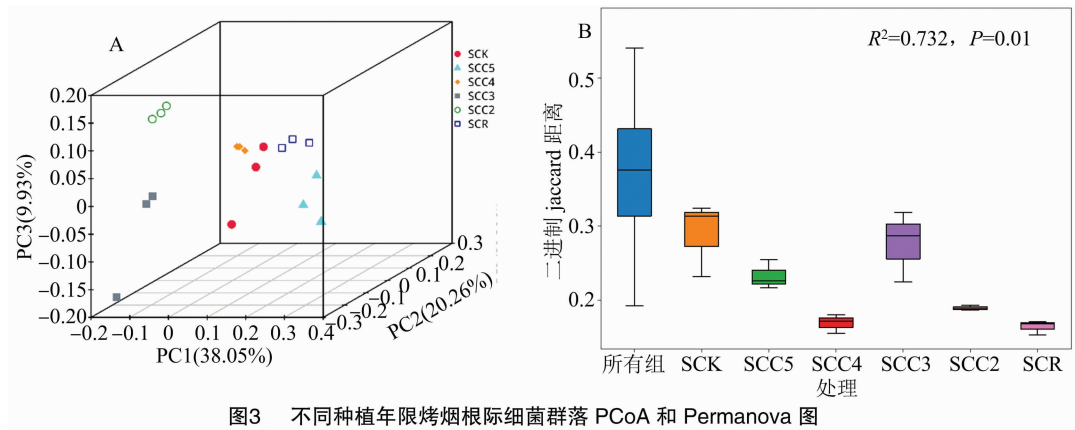 A
SCK
SCC5
SCC4
SCC3
SCC2
SCR
0.20
0.15
0.10
0.05
0
−0.05
−0.10
−0.15
−0.20
PC3(9.93%)
−0.2 −0.1 0 0.1 0.2 0.3 0.4
PC1(38.05%)
−0.3 −0.2 −0.1 0 0.1 0.2 0.3
PC2(20.26%)
B
R²=0.732，P=0.01
0.5
0.4
0.3
0.2
二进制 jaccard 距离
所有组 SCK SCC5 SCC4 SCC3 SCC2 SCR
处理
图3 不同种植年限烤烟根际细菌群落 PCoA 和 Permanova 图